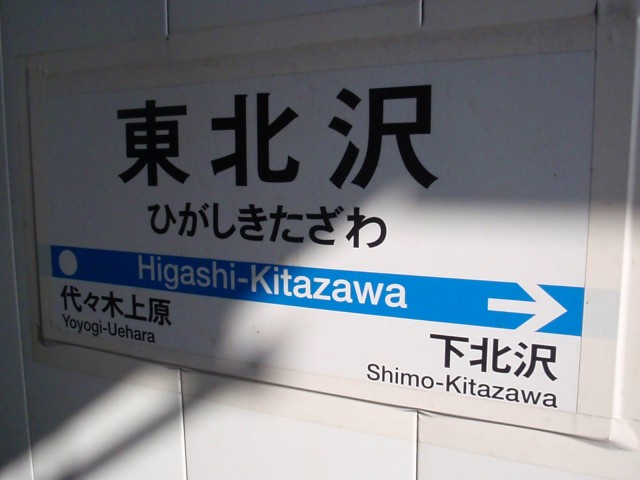 東北沢
ひがしきたざわ
Higashi-Kitazawa
代々木上原
Yoyogi-Uehara
下北沢
Shimo-Kitazawa